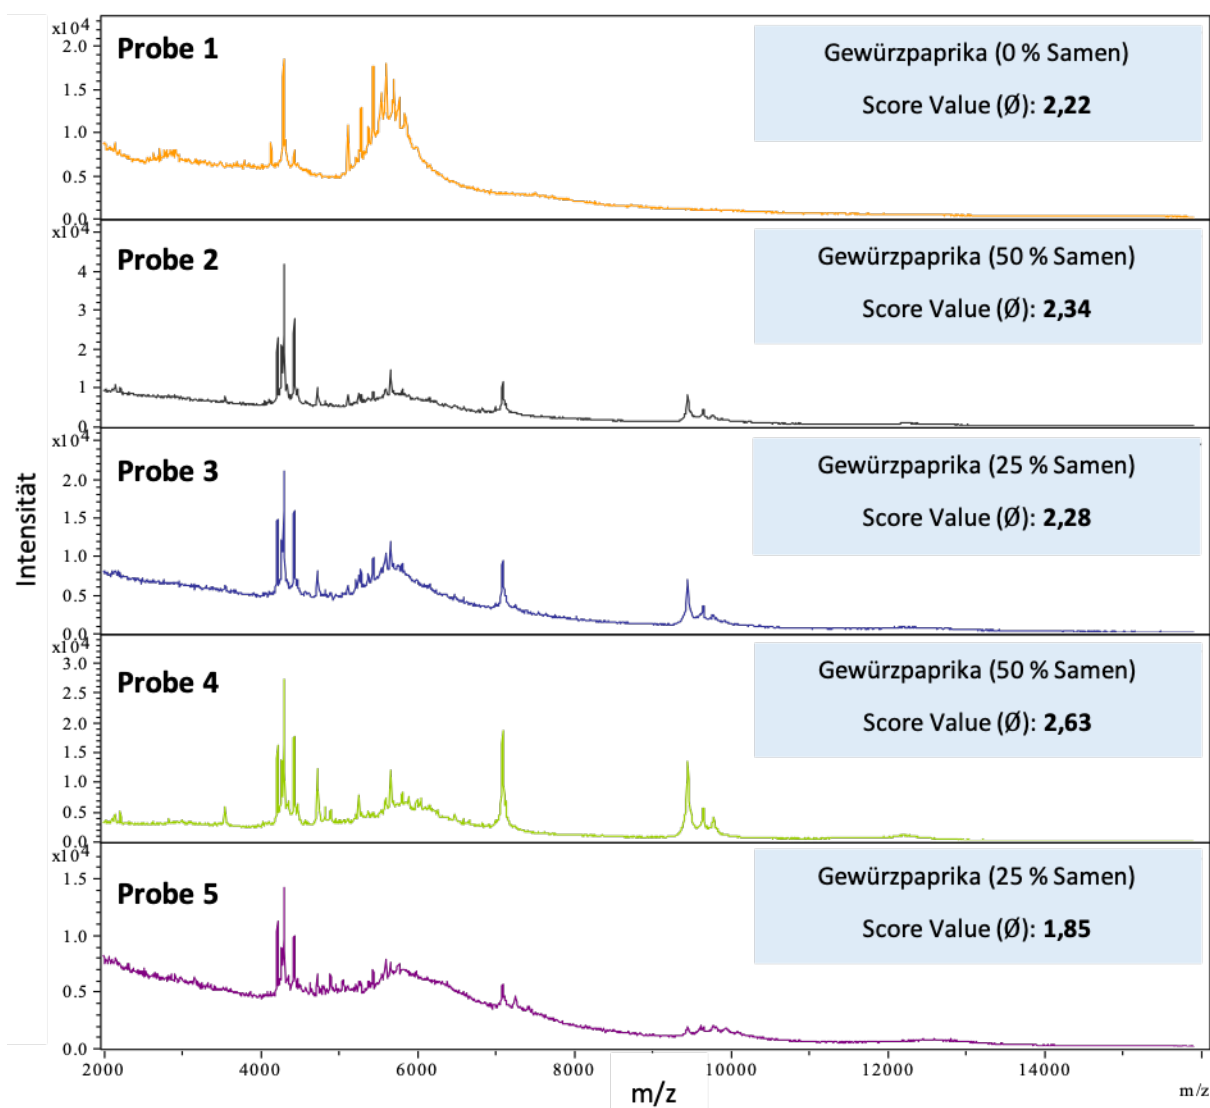 x10⁴
2.0
1.5
1.0
0.5
0.0
Probe 1
Gewürzpaprika (0 % Samen)
Score Value (Ø): 2,22
x10⁴
4
3
2
1
0
Probe 2
Gewürzpaprika (50 % Samen)
Score Value (Ø): 2,34
x10⁴
2.0
1.5
1.0
0.5
0.0
Probe 3
Gewürzpaprika (25 % Samen)
Score Value (Ø): 2,28
x10⁴
3.0
2.5
2.0
1.5
1.0
0.5
0.0
Probe 4
Gewürzpaprika (50 % Samen)
Score Value (Ø): 2,63
x10⁴
1.5
1.0
0.5
0.0
Probe 5
Gewürzpaprika (25 % Samen)
Score Value (Ø): 1,85
Intensität
2000 4000 6000 8000 10000 12000 14000
m/z
m/z